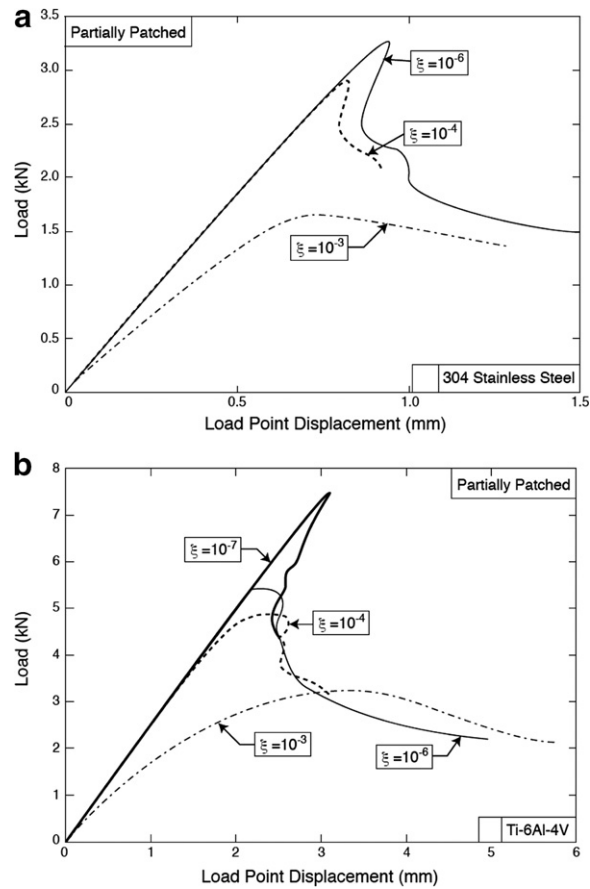 a
Partially Patched
3.5
3.0
2.5
2.0
1.5
1.0
0.5
0
Load (kN)
ξ =10-6
ξ =10-4
ξ =10-3
304 Stainless Steel
0 0.5 1.0 1.5
Load Point Displacement (mm)
b
Partially Patched
8
7
6
5
4
3
2
1
0
Load (kN)
ξ =10-7
ξ =10-4
ξ =10-3
ξ =10-6
Ti-6Al-4V
0 1 2 3 4 5 6
Load Point Displacement (mm)